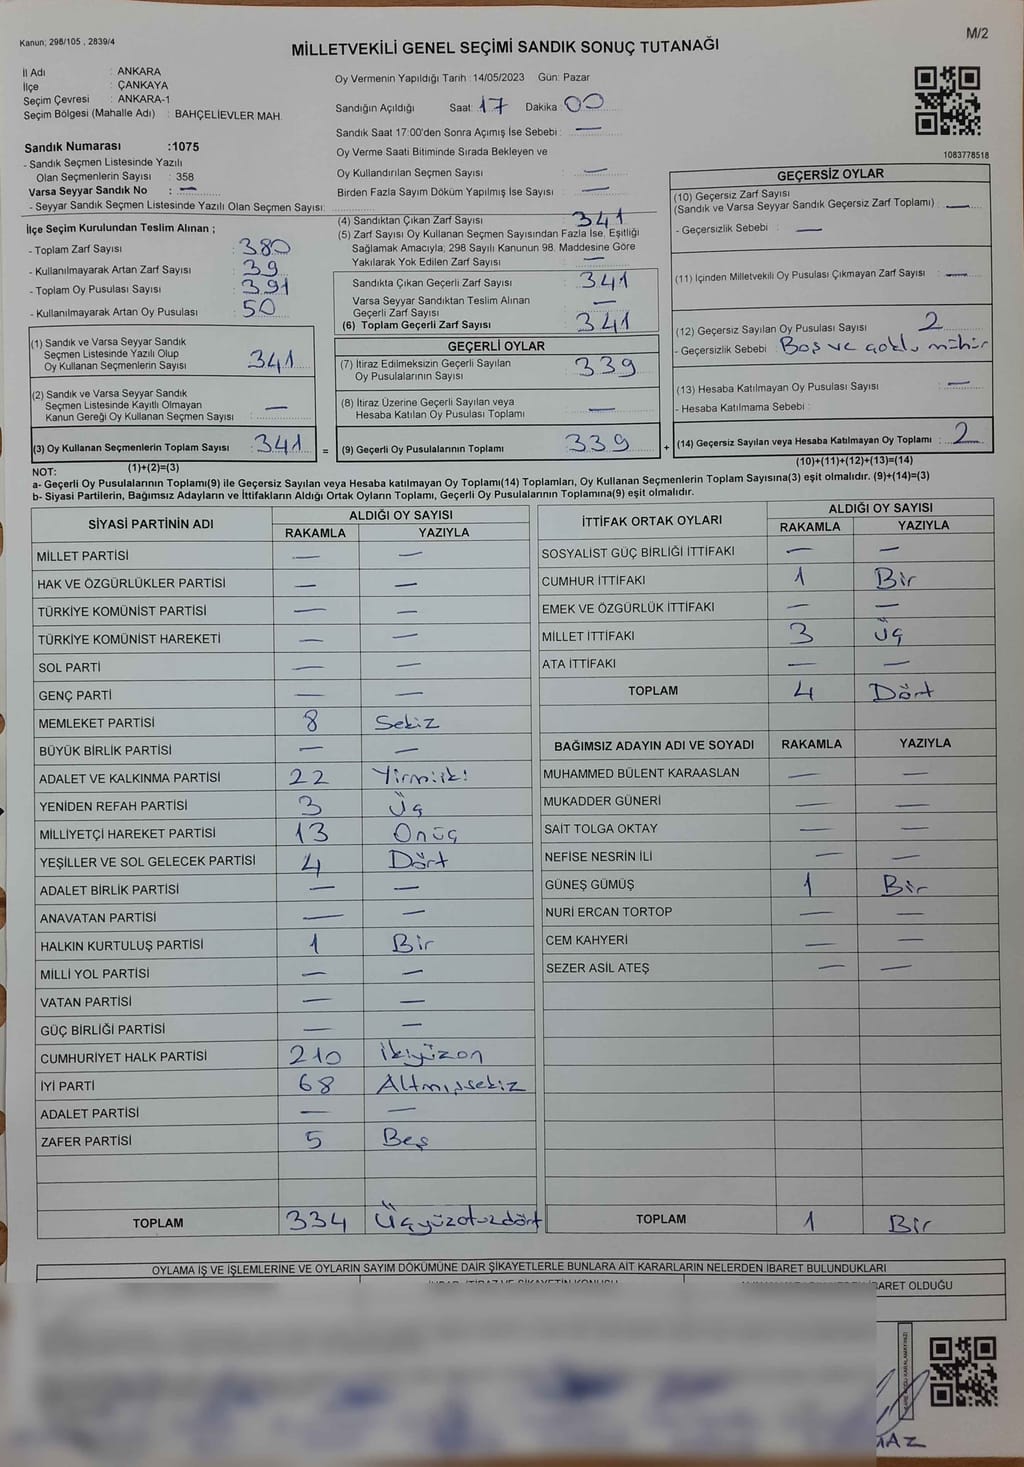 Kanun; 298/105 , 2839/4
M/2
MİLLETVEKİLİ GENEL SEÇİMİ SANDIK SONUÇ TUTANAĞI
İl Adı : ANKARA
İlçe : ÇANKAYA
Seçim Çevresi : ANKARA-1
Seçim Bölgesi (Mahalle Adı) : BAHÇELİEVLER MAH.
Sandık Numarası :1075
- Sandık Seçmen Listesinde Yazılı
Olan Seçmenlerin Sayısı : 358
Varsa Seyyar Sandık No : —
- Seyyar Sandık Seçmen Listesinde Yazılı Olan Seçmen Sayısı:
Oy Vermenin Yapıldığı Tarih :14/05/2023 Gün: Pazar
Sandığın Açıldığı Saat: 17 Dakika : 00
Sandık Saat 17:00'den Sonra Açımış İse Sebebi : —
Oy Verme Saati Bitiminde Sırada Bekleyen ve
Oy Kullandırılan Seçmen Sayısı : —
Birden Fazla Sayım Döküm Yapılmış İse Sayısı : —
1083778518
İlçe Seçim Kurulundan Teslim Alınan ;
- Toplam Zarf Sayısı : 380
- Kullanılmayarak Artan Zarf Sayısı : 39
- Toplam Oy Pusulası Sayısı : 391
- Kullanılmayarak Artan Oy Pusulası : 50
(1) Sandık ve Varsa Seyyar Sandık
Seçmen Listesinde Yazılı Olup
Oy Kullanan Seçmenlerin Sayısı : 341
(2) Sandık ve Varsa Seyyar Sandık
Seçmen Listesinde Kayıtlı Olmayan
Kanun Gereği Oy Kullanan Seçmen Sayısı : —
(3) Oy Kullanan Seçmenlerin Toplam Sayısı : 341
(4) Sandıktan Çıkan Zarf Sayısı : 341
(5) Zarf Sayısı Oy Kullanan Seçmen Sayısından Fazla İse, Eşitliği
Sağlamak Amacıyla; 298 Sayılı Kanunun 98. Maddesine Göre
Yakılarak Yok Edilen Zarf Sayısı : —
Sandıkta Çıkan Geçerli Zarf Sayısı : 341
Varsa Seyyar Sandıktan Teslim Alınan
Geçerli Zarf Sayısı : —
(6) Toplam Geçerli Zarf Sayısı : 341
GEÇERLİ OYLAR
(7) İtiraz Edilmeksizin Geçerli Sayılan
Oy Pusulalarının Sayısı : 339
(8) İtiraz Üzerine Geçerli Sayılan veya
Hesaba Katılan Oy Pusulası Toplamı : —
= (9) Geçerli Oy Pusulalarının Toplamı : 339 +
GEÇERSİZ OYLAR
(10) Geçersiz Zarf Sayısı
(Sandık ve Varsa Seyyar Sandık Geçersiz Zarf Toplamı) : —
- Geçersizlik Sebebi : —
(11) İçinden Milletvekili Oy Pusulası Çıkmayan Zarf Sayısı : —
(12) Geçersiz Sayılan Oy Pusulası Sayısı : 2
- Geçersizlik Sebebi : Boş ve çoklu mühür
(13) Hesaba Katılmayan Oy Pusulası Sayısı : —
- Hesaba Katılmama Sebebi :
(14) Geçersiz Sayılan veya Hesaba Katılmayan Oy Toplamı : 2
NOT: (1)+(2)=(3) (10)+(11)+(12)+(13)=(14)
a- Geçerli Oy Pusulalarının Toplamı(9) ile Geçersiz Sayılan veya Hesaba katılmayan Oy Toplamı(14) Toplamları, Oy Kullanan Seçmenlerin Toplam Sayısına(3) eşit olmalıdır. (9)+(14)=(3)
b- Siyasi Partilerin, Bağımsız Adayların ve İttifakların Aldığı Ortak Oyların Toplamı, Geçerli Oy Pusulalarının Toplamına(9) eşit olmalıdır.
SİYASİ PARTİNİN ADI ALDIĞI OY SAYISI
RAKAMLA YAZIYLA
MİLLET PARTİSİ — —
HAK VE ÖZGÜRLÜKLER PARTİSİ — —
TÜRKİYE KOMÜNİST PARTİSİ — —
TÜRKİYE KOMÜNİST HAREKETİ — —
SOL PARTİ — —
GENÇ PARTİ — —
MEMLEKET PARTİSİ 8 Sekiz
BÜYÜK BİRLİK PARTİSİ — —
ADALET VE KALKINMA PARTİSİ 22 Yirmiiki
YENİDEN REFAH PARTİSİ 3 Üç
MİLLİYETÇİ HAREKET PARTİSİ 13 Onüç
YEŞİLLER VE SOL GELECEK PARTİSİ 4 Dört
ADALET BİRLİK PARTİSİ — —
ANAVATAN PARTİSİ — —
HALKIN KURTULUŞ PARTİSİ 1 Bir
MİLLİ YOL PARTİSİ — —
VATAN PARTİSİ — —
GÜÇ BİRLİĞİ PARTİSİ — —
CUMHURİYET HALK PARTİSİ 210 İkiyüzon
İYİ PARTİ 68 Altmışsekiz
ADALET PARTİSİ — —
ZAFER PARTİSİ 5 Beş
TOPLAM 334 Üçyüzotuzdört
İTTİFAK ORTAK OYLARI ALDIĞI OY SAYISI
RAKAMLA YAZIYLA
SOSYALİST GÜÇ BİRLİĞİ İTTİFAKI — —
CUMHUR İTTİFAKI 1 Bir
EMEK VE ÖZGÜRLÜK İTTİFAKI — —
MİLLET İTTİFAKI 3 Üç
ATA İTTİFAKI — —
TOPLAM 4 Dört
BAĞIMSIZ ADAYIN ADI VE SOYADI RAKAMLA YAZIYLA
MUHAMMED BÜLENT KARAASLAN — —
MUKADDER GÜNERİ — —
SAİT TOLGA OKTAY — —
NEFİSE NESRİN İLİ — —
GÜNEŞ GÜMÜŞ 1 Bir
NURİ ERCAN TORTOP — —
CEM KAHYERİ — —
SEZER ASİL ATEŞ — —
TOPLAM 1 Bir
OYLAMA İŞ VE İŞLEMLERİNE VE OYLARIN SAYIM DÖKÜMÜNE DAİR ŞİKAYETLERLE BUNLARA AİT KARARLARIN NELERDEN İBARET BULUNDUKLARI
İBARET OLDUĞU